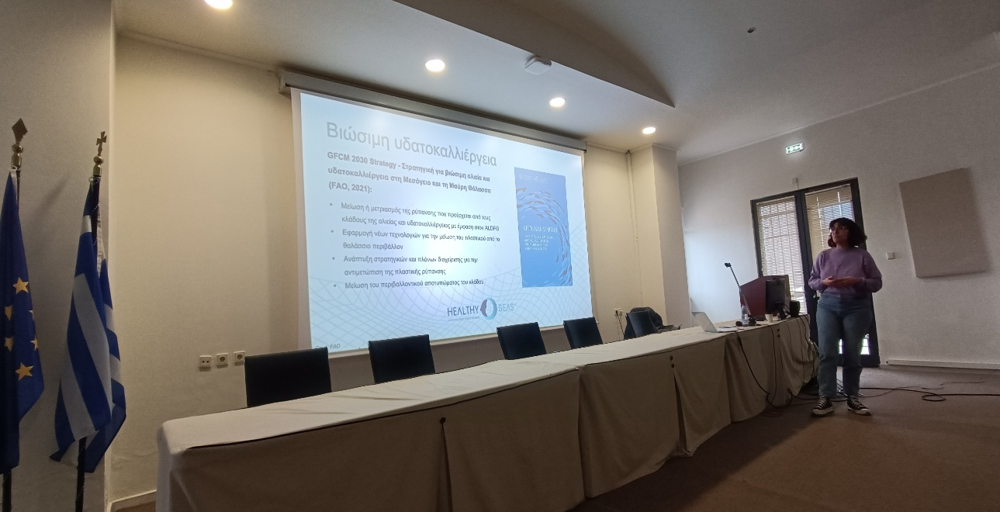 Βιώσιμη υδατοκαλλιέργεια
GFCM 2030 Strategy - Στρατηγική για βιώσιμη αλιεία και
υδατοκαλλιέργεια στη Μεσόγειο και τη Μαύρη Θάλασσα
(FAO, 2021):
• Μείωση ή μετριασμός της ρύπανσης που προέρχεται από τους
κλάδους της αλιείας και υδατοκαλλιέργειας με έμφαση στον ALDFG
• Εφαρμογή νέων τεχνολογιών για την μείωση του πλαστικού από το
θαλάσσιο περιβάλλον
• Ανάπτυξη στρατηγικών και πλάνων διαχείρισης για την
αντιμετώπιση της πλαστικής ρύπανσης
• Μείωση του περιβαλλοντικού αποτυπώματος του κλάδου
HEALTHY SEAS
FAO